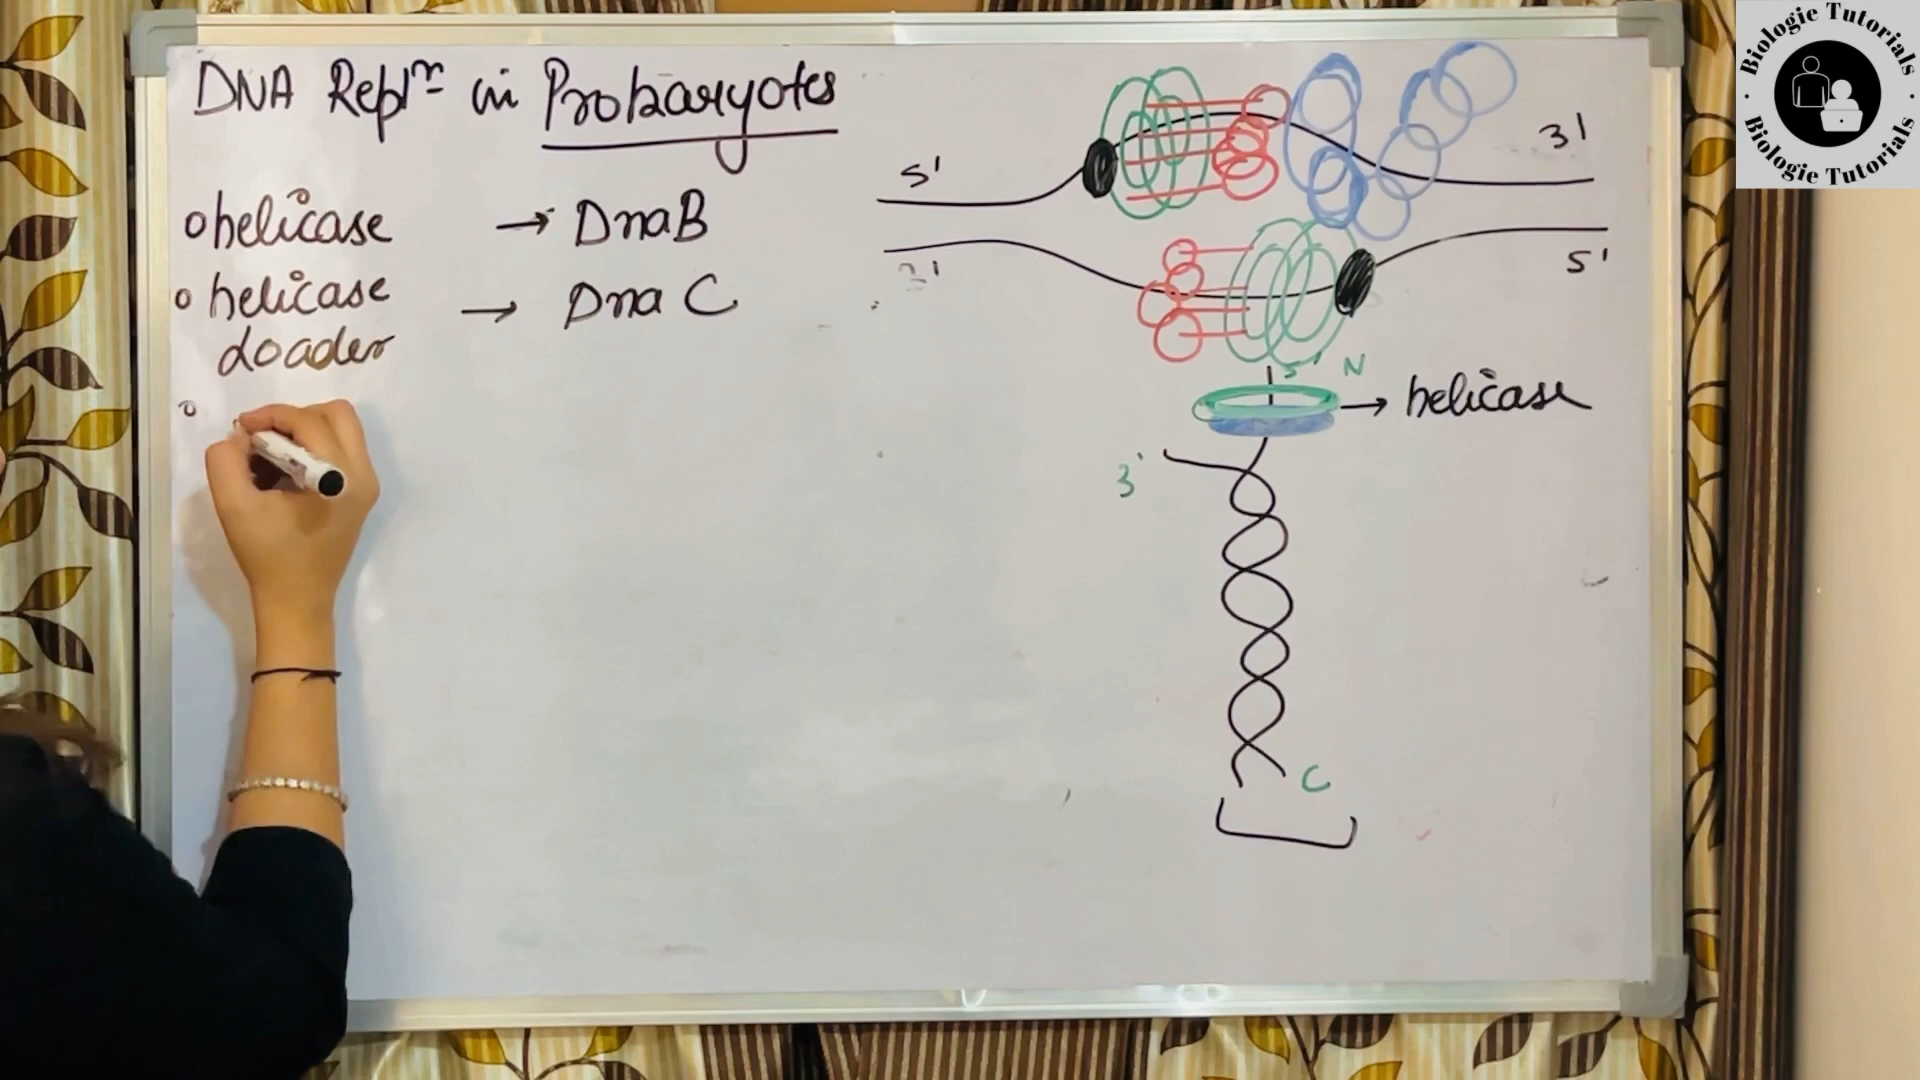 DNA Replⁿ in Prokaryotes
helicase → DnaB
helicase → DnaC
Loader
5' 3'
3' 5'
5' N
→ helicase
3'
C
Biologie Tutorials
Biologie Tutorials